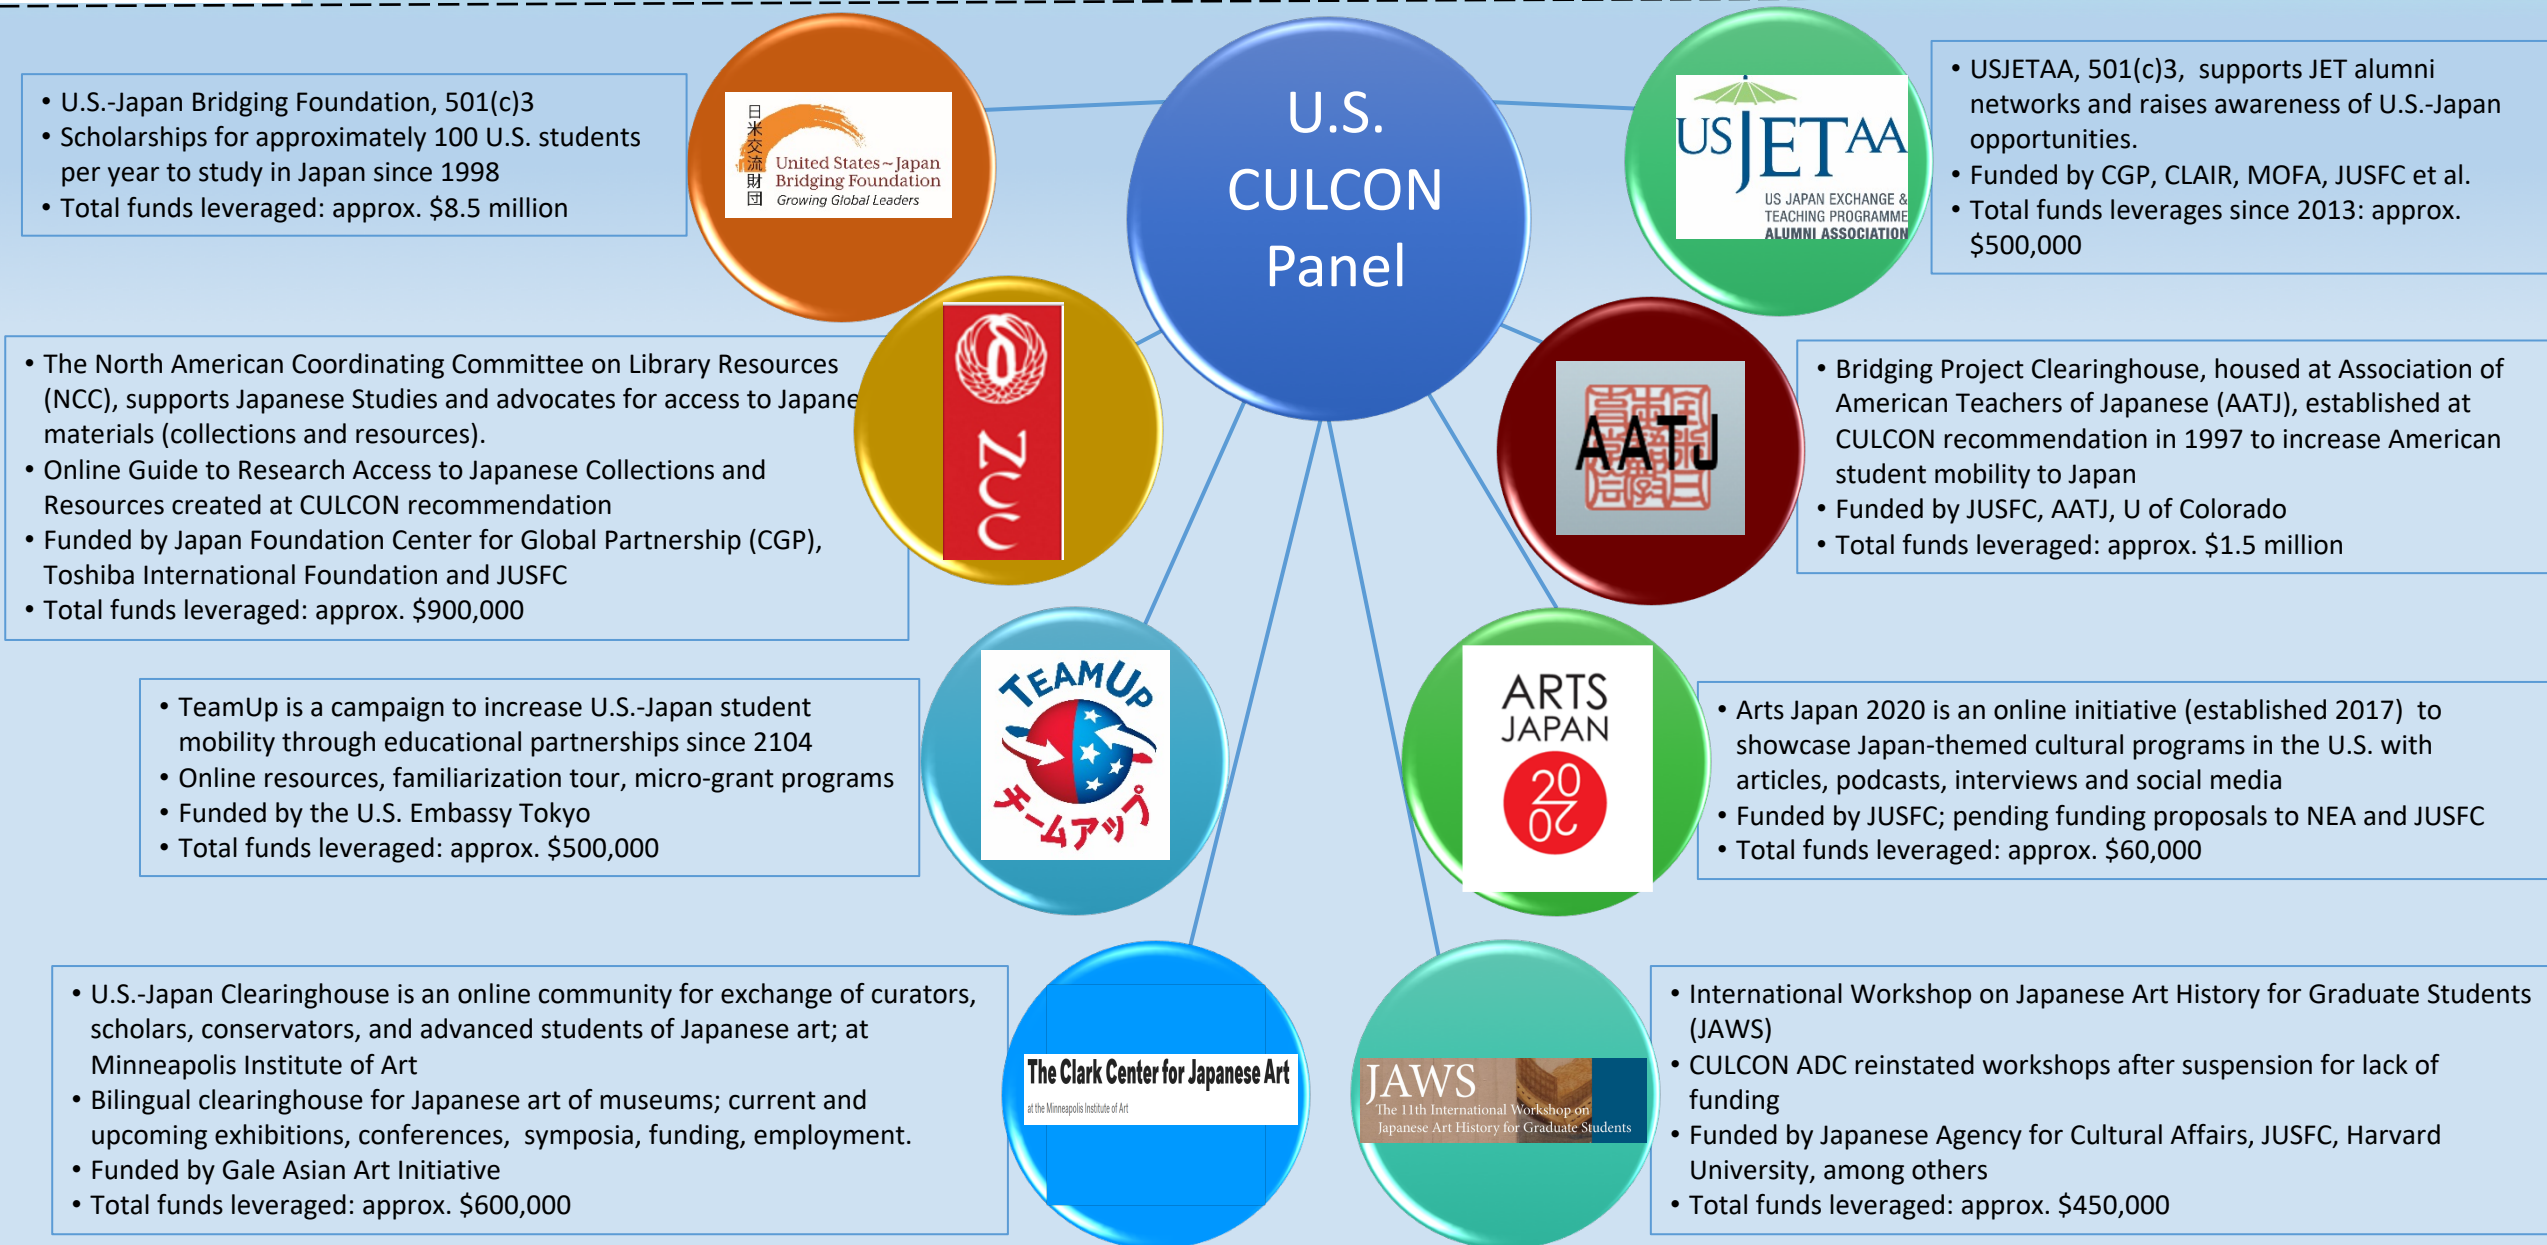 U.S.
CULCON
Panel
• U.S.-Japan Bridging Foundation, 501(c)3
• Scholarships for approximately 100 U.S. students
per year to study in Japan since 1998
• Total funds leveraged: approx. $8.5 million
日米交流財団
United States~Japan
Bridging Foundation
Growing Global Leaders
US JETAA
US JAPAN EXCHANGE &
TEACHING PROGRAMME
ALUMNI ASSOCIATION
• USJETAA, 501(c)3, supports JET alumni
networks and raises awareness of U.S.-Japan
opportunities.
• Funded by CGP, CLAIR, MOFA, JUSFC et al.
• Total funds leverages since 2013: approx.
$500,000
• The North American Coordinating Committee on Library Resources
(NCC), supports Japanese Studies and advocates for access to Japane
materials (collections and resources).
• Online Guide to Research Access to Japanese Collections and
Resources created at CULCON recommendation
• Funded by Japan Foundation Center for Global Partnership (CGP),
Toshiba International Foundation and JUSFC
• Total funds leveraged: approx. $900,000
NCC
AATJ
• Bridging Project Clearinghouse, housed at Association of
American Teachers of Japanese (AATJ), established at
CULCON recommendation in 1997 to increase American
student mobility to Japan
• Funded by JUSFC, AATJ, U of Colorado
• Total funds leveraged: approx. $1.5 million
• TeamUp is a campaign to increase U.S.-Japan student
mobility through educational partnerships since 2104
• Online resources, familiarization tour, micro-grant programs
• Funded by the U.S. Embassy Tokyo
• Total funds leveraged: approx. $500,000
TEAMUP
チームアップ
ARTS
JAPAN
20
20
• Arts Japan 2020 is an online initiative (established 2017) to
showcase Japan-themed cultural programs in the U.S. with
articles, podcasts, interviews and social media
• Funded by JUSFC; pending funding proposals to NEA and JUSFC
• Total funds leveraged: approx. $60,000
• U.S.-Japan Clearinghouse is an online community for exchange of curators,
scholars, conservators, and advanced students of Japanese art; at
Minneapolis Institute of Art
• Bilingual clearinghouse for Japanese art of museums; current and
upcoming exhibitions, conferences, symposia, funding, employment.
• Funded by Gale Asian Art Initiative
• Total funds leveraged: approx. $600,000
The Clark Center for Japanese Art
at the Minneapolis Institute of Art
JAWS
The 11th International Workshop on
Japanese Art History for Graduate Students
• International Workshop on Japanese Art History for Graduate Students
(JAWS)
• CULCON ADC reinstated workshops after suspension for lack of
funding
• Funded by Japanese Agency for Cultural Affairs, JUSFC, Harvard
University, among others
• Total funds leveraged: approx. $450,000